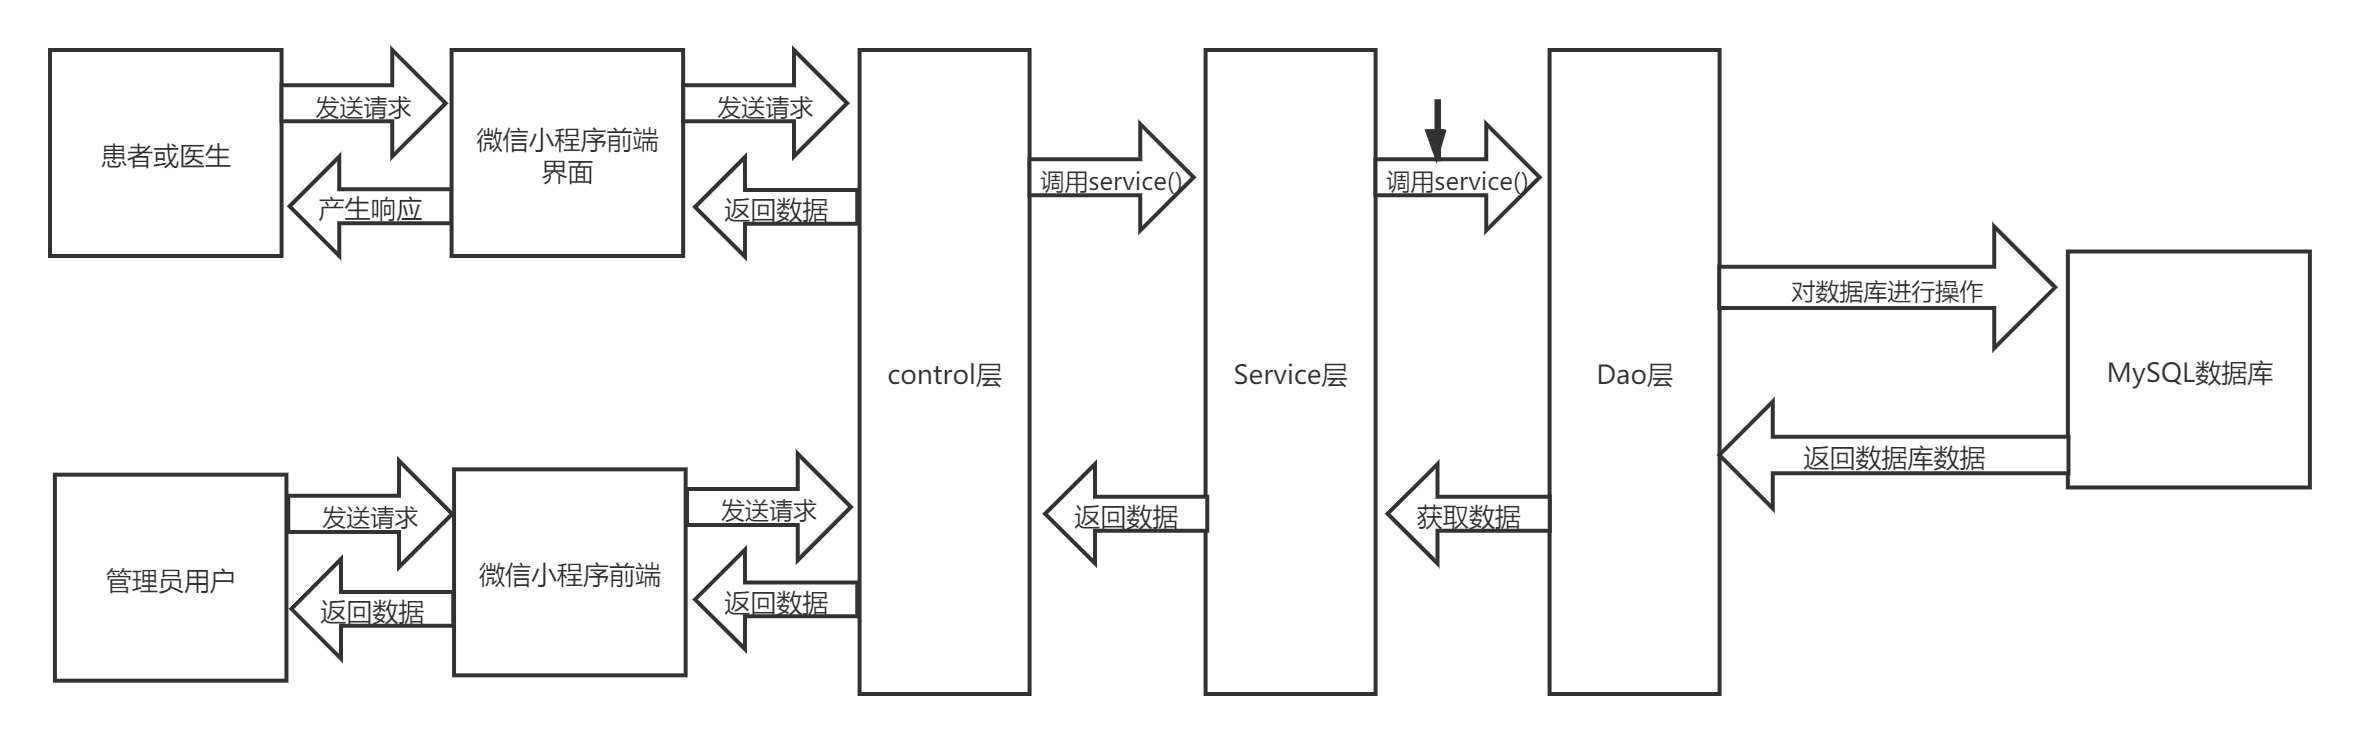 患者或医生
发送请求
产生响应
微信小程序前端
界面
发送请求
返回数据
control层
调用service()
返回数据
Service层
调用service()
获取数据
Dao层
对数据库进行操作
返回数据库数据
MySQL数据库
管理员用户
发送请求
返回数据
微信小程序前端
发送请求
返回数据